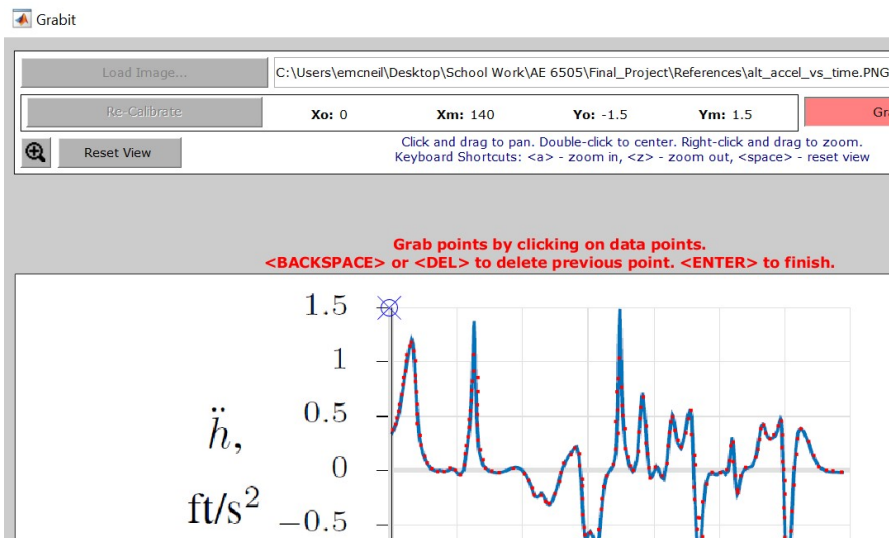 Grabit
Load Image...
C:\Users\emcneil\Desktop\School Work\AE 6505\Final_Project\References\alt_accel_vs_time.PNG
Re-Calibrate
Xo: 0
Xm: 140
Yo: -1.5
Ym: 1.5
Gr
Reset View
Click and drag to pan. Double-click to center. Right-click and drag to zoom.
Keyboard Shortcuts: <a> - zoom in, <z> - zoom out, <space> - reset view
Grab points by clicking on data points.
<BACKSPACE> or <DEL> to delete previous point. <ENTER> to finish.
1.5
1
0.5
0
−0.5
ḧ,
ft/s²